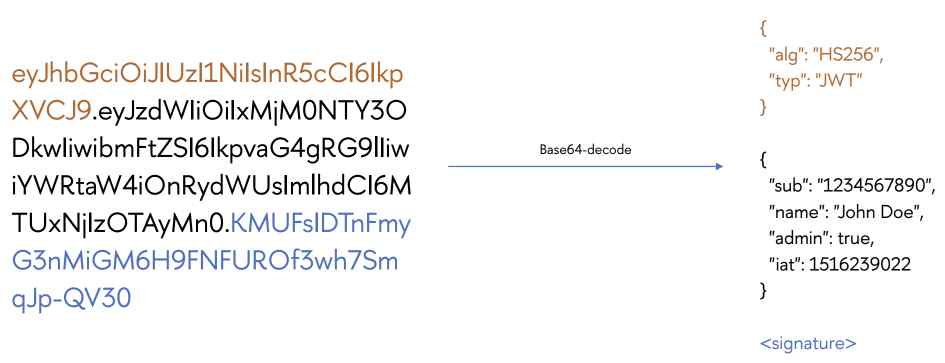 eyJhbGciOiJIUzI1NiIsInR5cCI6Ikp
XVCJ9.eyJzdWIiOiIxMjM0NTY3O
DkwIiwibmFtZSI6IkpvaG4gRG9lIiw
iYWRtaW4iOnRydWUsImlhdCI6M
TUxNjIzOTAyMn0.KMUFsIDTnFmy
G3nMiGM6H9FNFUROf3wh7Sm
qJp-QV30
Base64-decode
{
"alg": "HS256",
"typ": "JWT"
}
{
"sub": "1234567890",
"name": "John Doe",
"admin": true,
"iat": 1516239022
}
<signature>